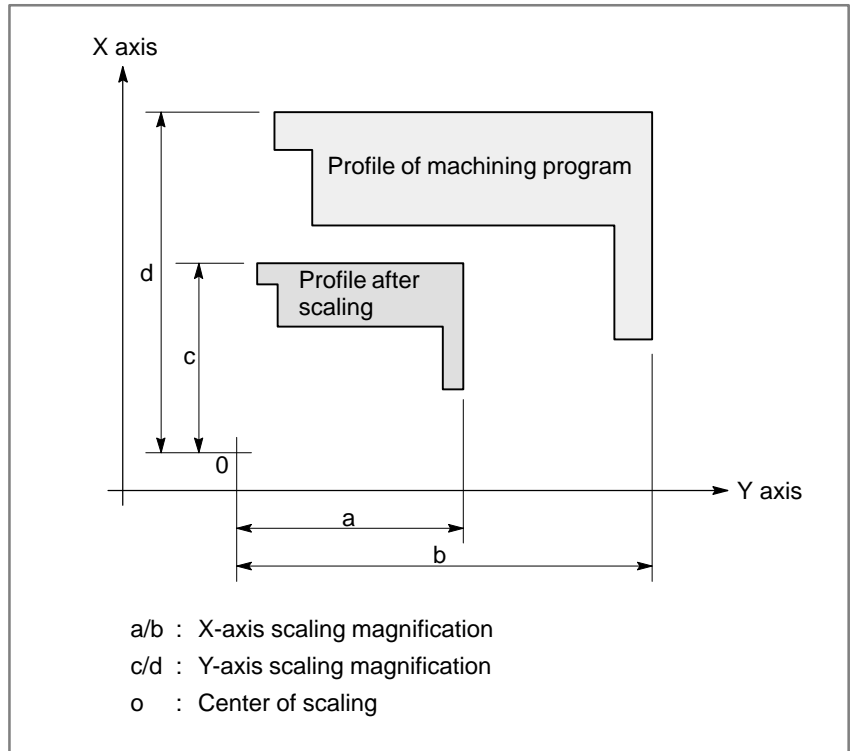 X axis
Profile of machining program
d
Profile after
scaling
c
0
Y axis
a
b
a/b : X-axis scaling magnification
c/d : Y-axis scaling magnification
o : Center of scaling